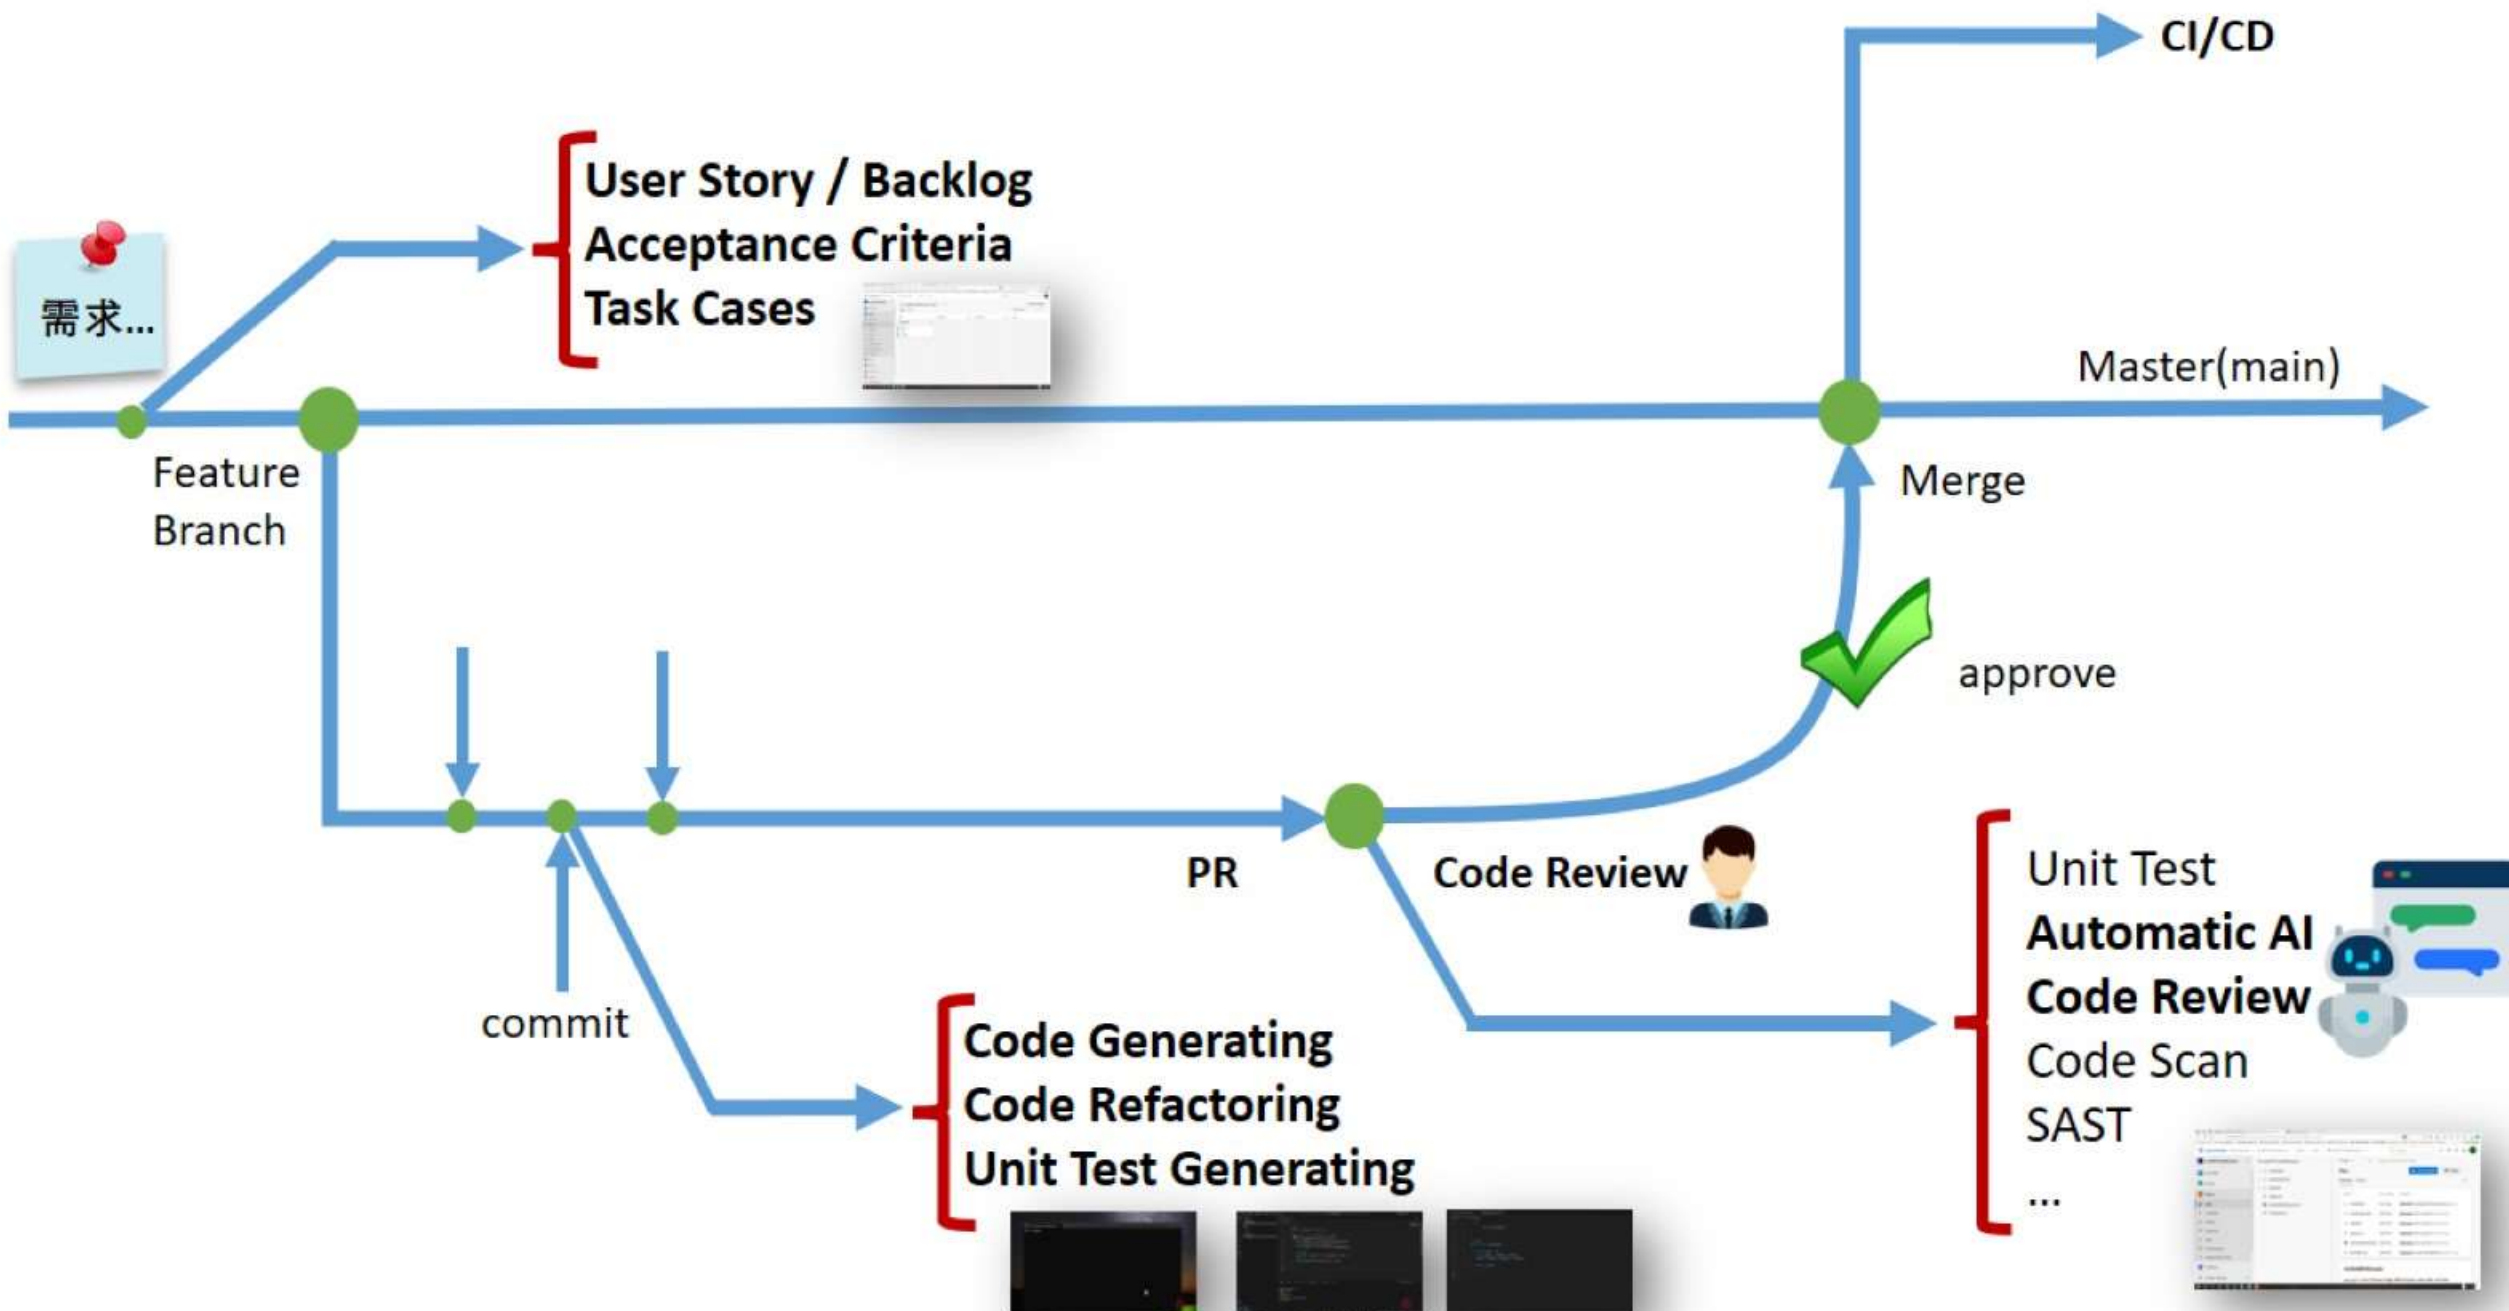 CI/CD
User Story / Backlog
Acceptance Criteria
Task Cases
需求...
Master(main)
Feature
Branch
Merge
approve
PR
Code Review
commit
Code Generating
Code Refactoring
Unit Test Generating
Unit Test
Automatic AI
Code Review
Code Scan
SAST
...